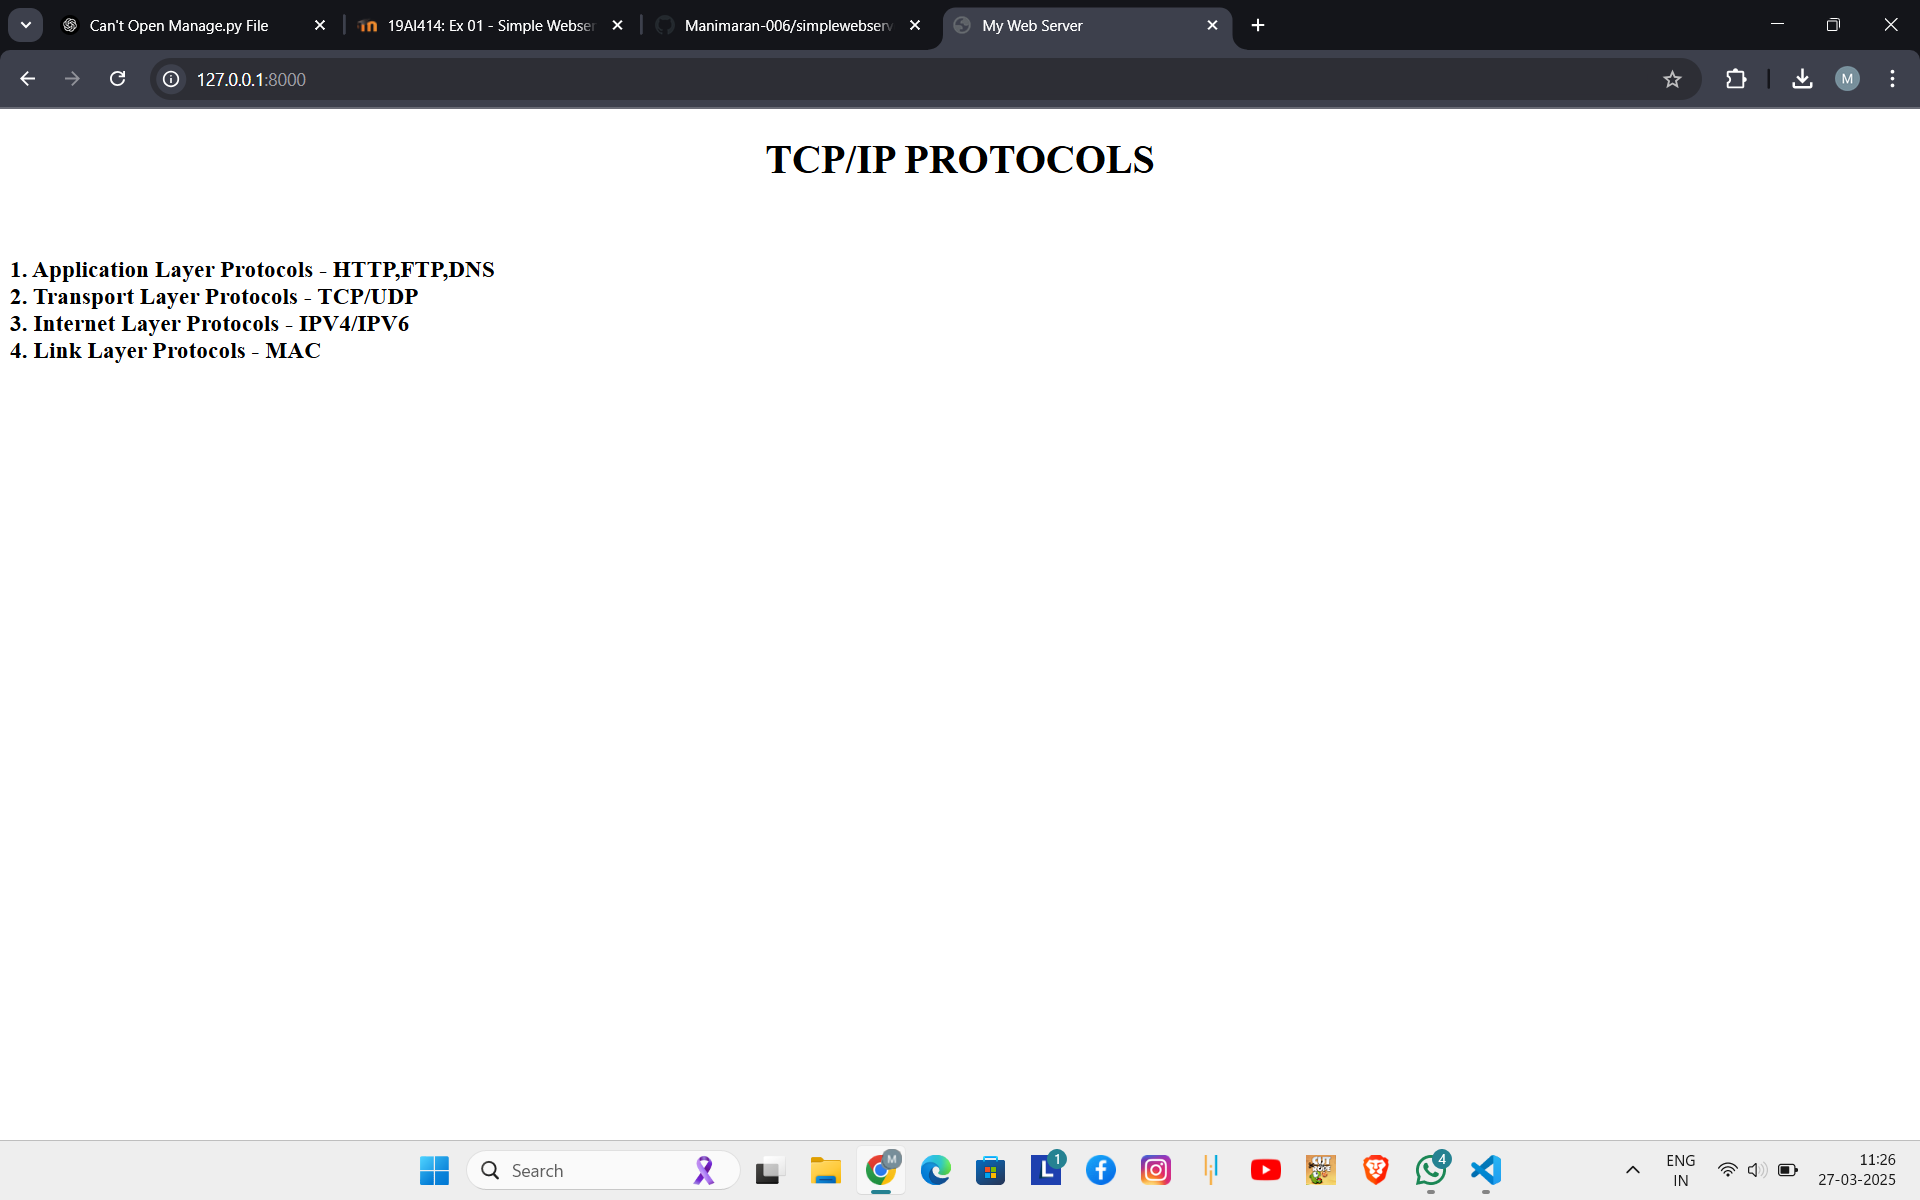 Can't Open Manage.py File
19AI414: Ex 01 - Simple Webser
Manimaran-006/simplewebserv
My Web Server
127.0.0.1:8000
M
TCP/IP PROTOCOLS
1. Application Layer Protocols - HTTP,FTP,DNS
2. Transport Layer Protocols - TCP/UDP
3. Internet Layer Protocols - IPV4/IPV6
4. Link Layer Protocols - MAC
Search
M
L
1
4
ENG
IN
11:26
27-03-2025